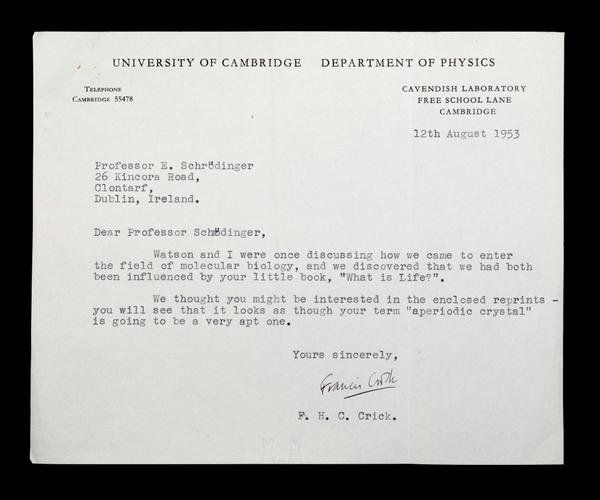 UNIVERSITY OF CAMBRIDGE DEPARTMENT OF PHYSICS
TELEPHONE
CAMBRIDGE 55478
CAVENDISH LABORATORY
FREE SCHOOL LANE
CAMBRIDGE
12th August 1953
Professor E. Schrödinger
26 Kincora Road,
Clontarf,
Dublin, Ireland.
Dear Professor Schrödinger,
Watson and I were once discussing how we came to enter
the field of molecular biology, and we discovered that we had both
been influenced by your little book, "What is Life?".
We thought you might be interested in the enclosed reprints -
you will see that it looks as though your term "aperiodic crystal"
is going to be a very apt one.
Yours sincerely,
Francis Crick
F. H. C. Crick.